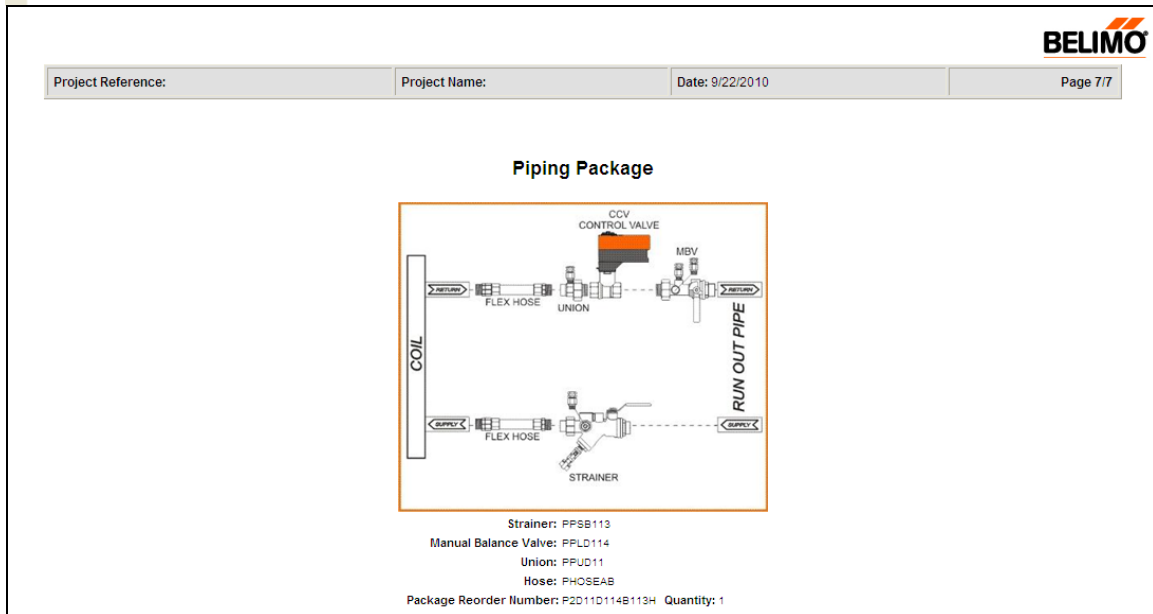 BELIMO
Project Reference: Project Name: Date: 9/22/2010 Page 7/7
Piping Package
CCV
CONTROL VALVE
MBV
RETURN
RETURN
FLEX HOSE
UNION
COIL
RUN OUT PIPE
SUPPLY
SUPPLY
FLEX HOSE
STRAINER
Strainer: PPSB113
Manual Balance Valve: PPLD114
Union: PPUD11
Hose: PHOSEAB
Package Reorder Number: P2D11D114B113H Quantity: 1